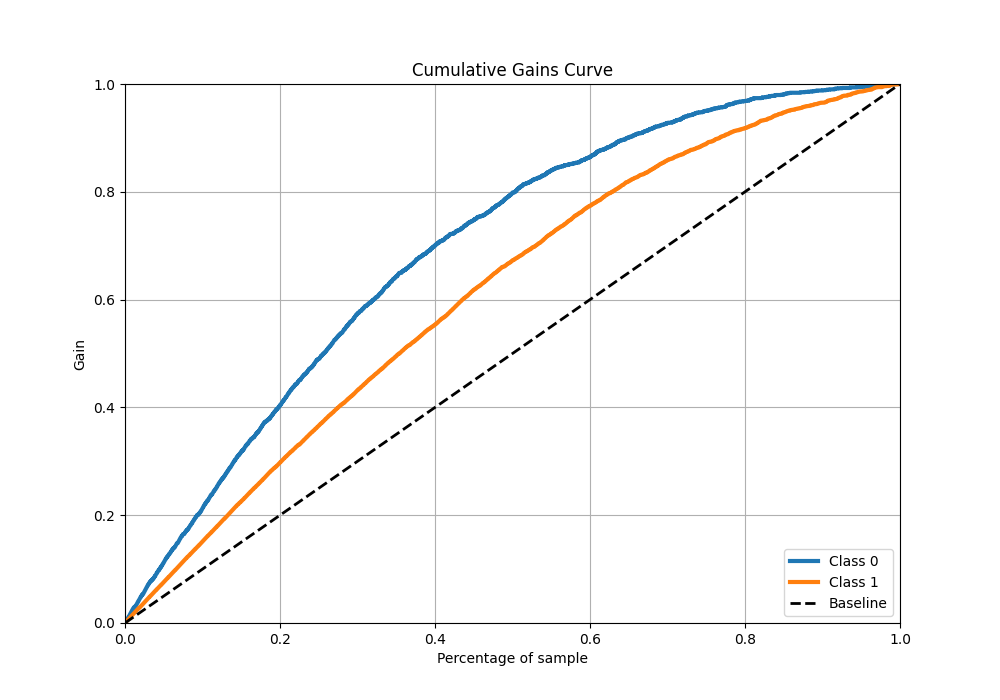 Cumulative Gains Curve
Gain
1.0
0.8
0.6
0.4
0.2
0.0
0.0 0.2 0.4 0.6 0.8 1.0
Percentage of sample
Class 0
Class 1
Baseline